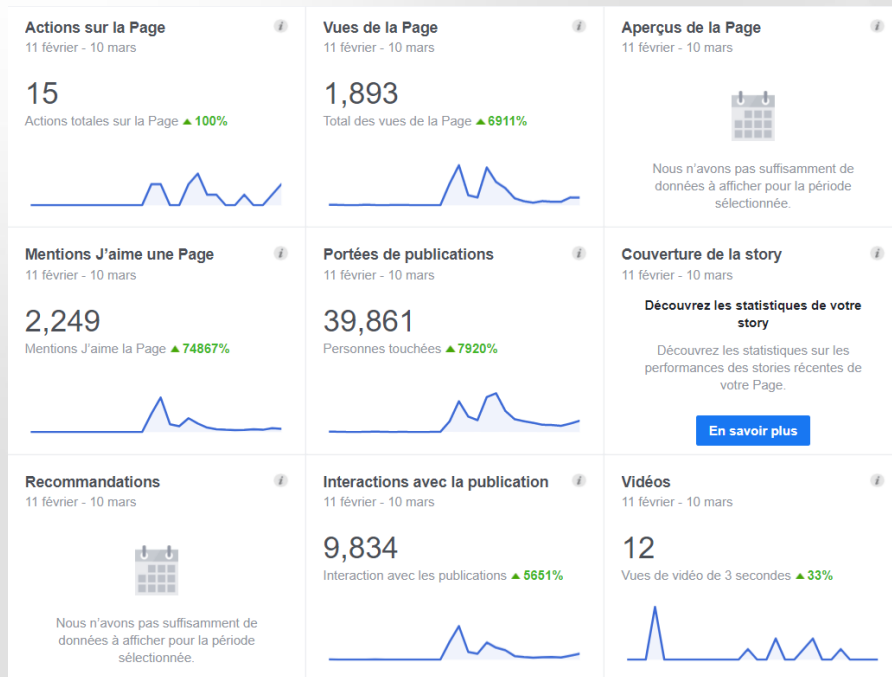 Actions sur la Page
11 février - 10 mars
15
Actions totales sur la Page ▲ 100%
Vues de la Page
11 février - 10 mars
1,893
Total des vues de la Page ▲ 6911%
Aperçus de la Page
11 février - 10 mars
Nous n'avons pas suffisamment de
données à afficher pour la période
sélectionnée.
Mentions J'aime une Page
11 février - 10 mars
2,249
Mentions J'aime la Page ▲ 74867%
Portées de publications
11 février - 10 mars
39,861
Personnes touchées ▲ 7920%
Couverture de la story
11 février - 10 mars
Découvrez les statistiques de votre
story
Découvrez les statistiques sur les
performances des stories récentes de
votre Page.
En savoir plus
Recommandations
11 février - 10 mars
Nous n'avons pas suffisamment de
données à afficher pour la période
sélectionnée.
Interactions avec la publication
11 février - 10 mars
9,834
Interaction avec les publications ▲ 5651%
Vidéos
11 février - 10 mars
12
Vues de vidéo de 3 secondes ▲ 33%